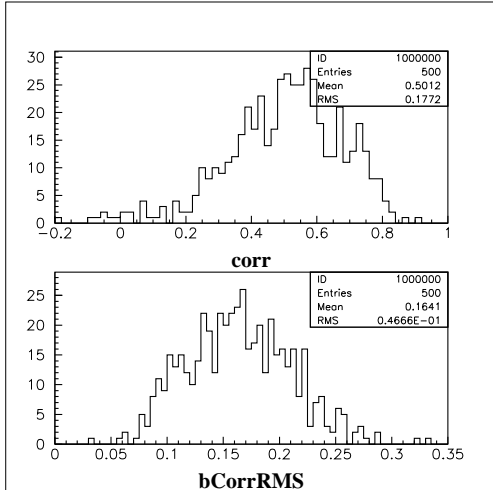 ID 1000000
Entries 500
Mean 0.5012
RMS 0.1772
30
25
20
15
10
5
0
-0.2 0 0.2 0.4 0.6 0.8 1
corr
ID 1000000
Entries 500
Mean 0.1641
RMS 0.4666E-01
25
20
15
10
5
0
0 0.05 0.1 0.15 0.2 0.25 0.3 0.35
bCorrRMS